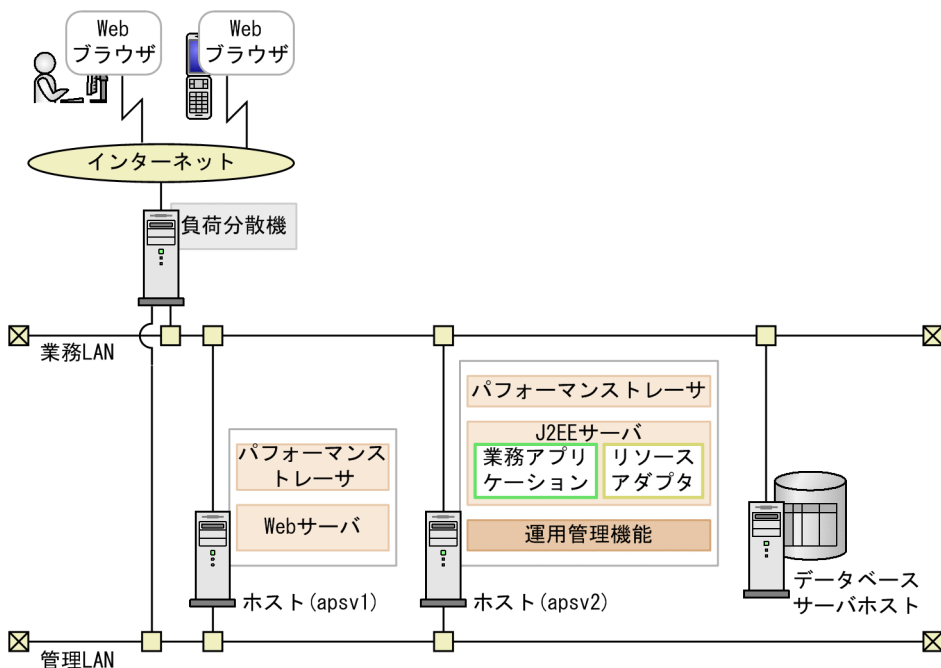 Web
ブラウザ
Web
ブラウザ
インターネット
負荷分散機
業務LAN
パフォーマンストレーサ
J2EEサーバ
業務アプリ
ケーション
リソース
アダプタ
運用管理機能
パフォーマンス
トレーサ
Webサーバ
ホスト(apsv1)
ホスト(apsv2)
データベース
サーバホスト
管理LAN